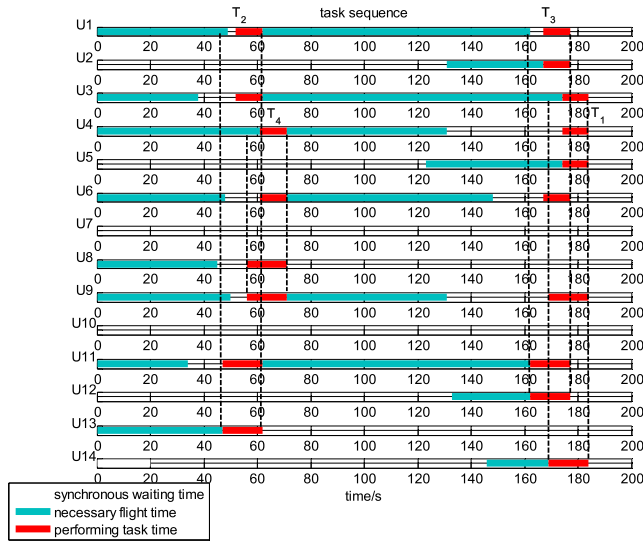 T2 task sequence T3
U1
0 20 40 60 80 100 120 140 160 180 200
U2
0 20 40 60 80 100 120 140 160 180 200
U3
0 20 40 60 80 100 120 140 160 180 200
T4 T1
U4
0 20 40 60 80 100 120 140 160 180 200
U5
0 20 40 60 80 100 120 140 160 180 200
U6
0 20 40 60 80 100 120 140 160 180 200
U7
0 20 40 60 80 100 120 140 160 180 200
U8
0 20 40 60 80 100 120 140 160 180 200
U9
0 20 40 60 80 100 120 140 160 180 200
U10
0 20 40 60 80 100 120 140 160 180 200
U11
0 20 40 60 80 100 120 140 160 180 200
U12
0 20 40 60 80 100 120 140 160 180 200
U13
0 20 40 60 80 100 120 140 160 180 200
U14
0 20 40 60 80 100 120 140 160 180 200
time/s
synchronous waiting time
necessary flight time
performing task time